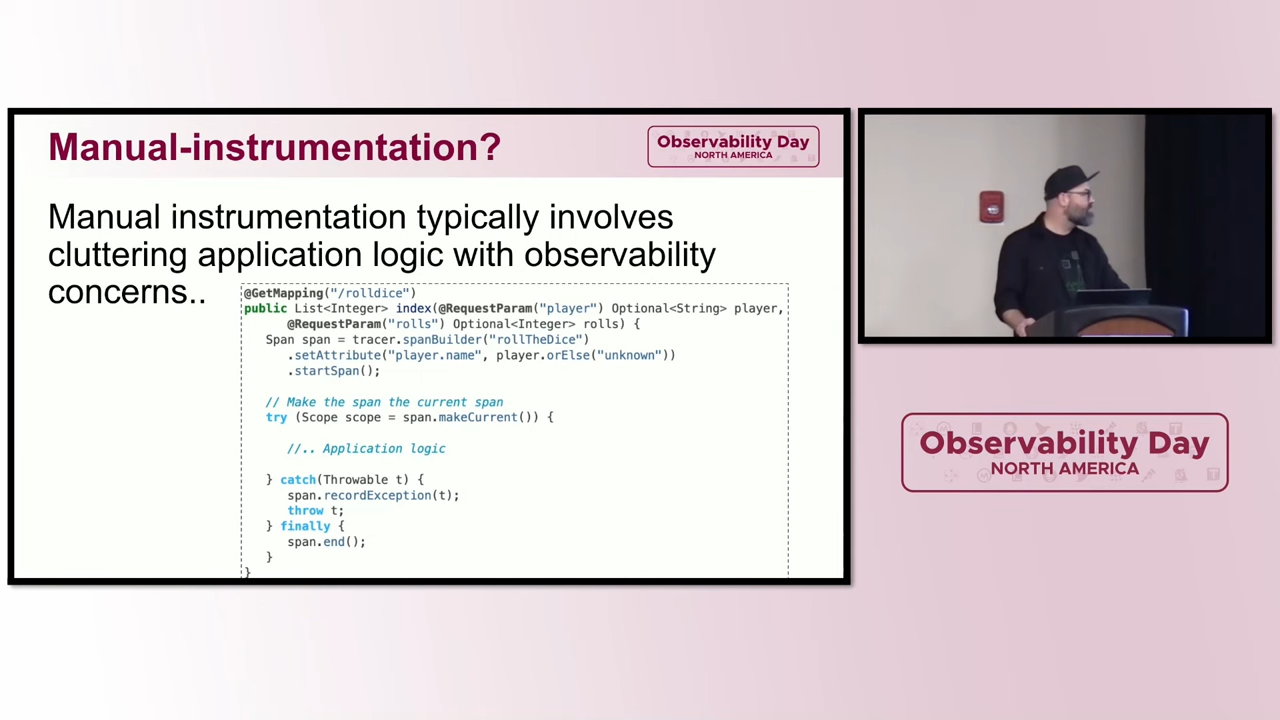 Manual-instrumentation?
Observability Day
NORTH AMERICA
Manual instrumentation typically involves
cluttering application logic with observability
concerns..
@GetMapping("/rolldice")
public List<Integer> index(@RequestParam("player") Optional<String> player,
@RequestParam("rolls") Optional<Integer> rolls) {
Span span = tracer.spanBuilder("rollTheDice")
.setAttribute("player.name", player.orElse("unknown"))
.startSpan();
// Make the span the current span
try (Scope scope = span.makeCurrent()) {
//.. Application logic
} catch(Throwable t) {
span.recordException(t);
throw t;
} finally {
span.end();
}
}
Observability Day
NORTH AMERICA